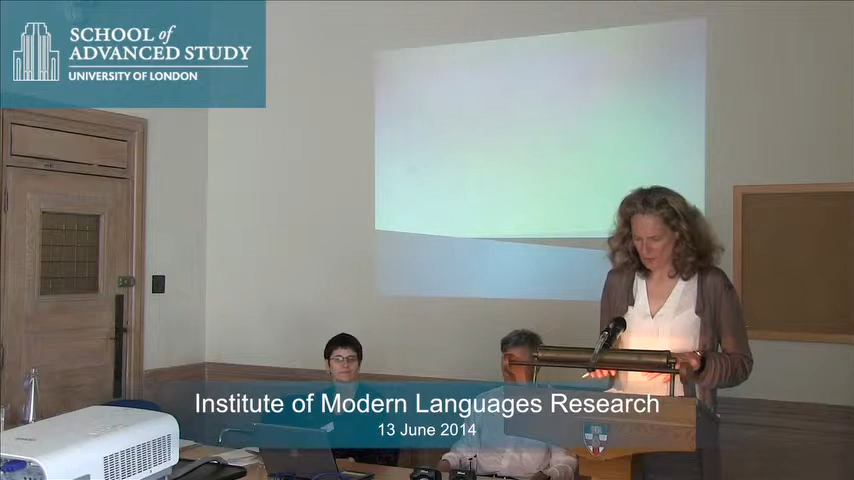 SCHOOL of
ADVANCED STUDY
UNIVERSITY OF LONDON
Institute of Modern Languages Research
13 June 2014